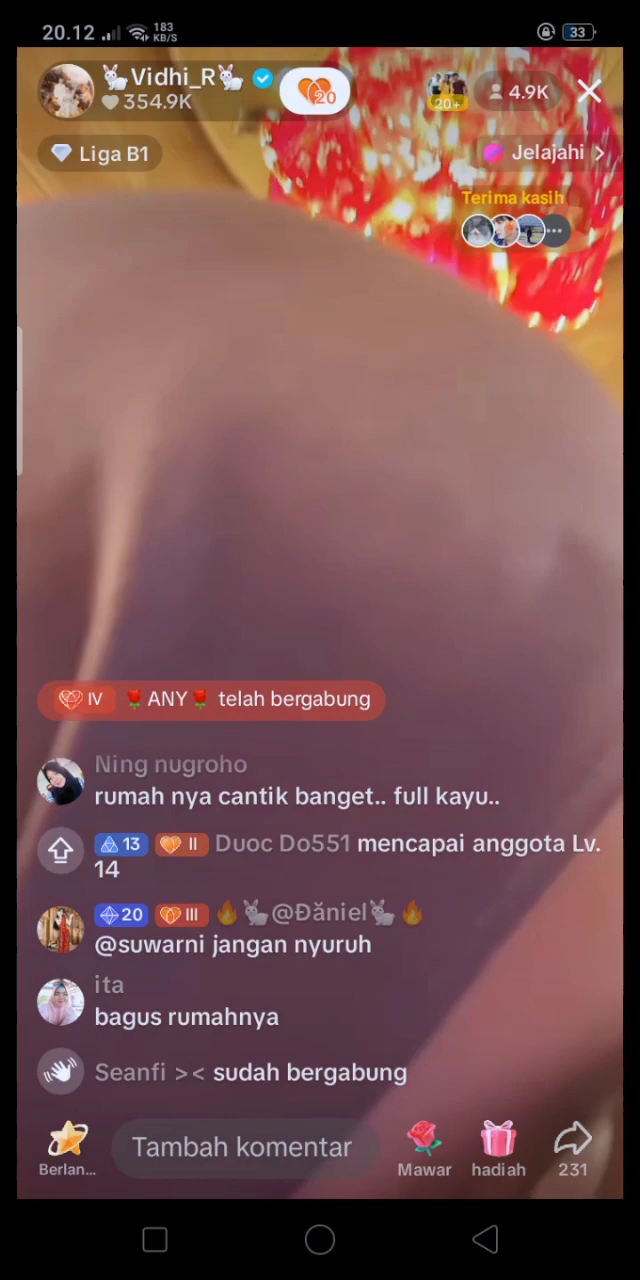 20.12
183
KB/S
33
🐇Vidhi_R🐇
354.9K
20
20+
4.9K
Liga B1
Jelajahi
Terima kasih
IV 🌹ANY🌹 telah bergabung
Ning nugroho
rumah nya cantik banget.. full kayu..
13 II Duoc Do551 mencapai anggota Lv.
14
20 III 🔥🐇@Đăniel🐇🔥
@suwarni jangan nyuruh
ita
bagus rumahnya
Seanfi >< sudah bergabung
Berlan...
Tambah komentar
Mawar
hadiah
231